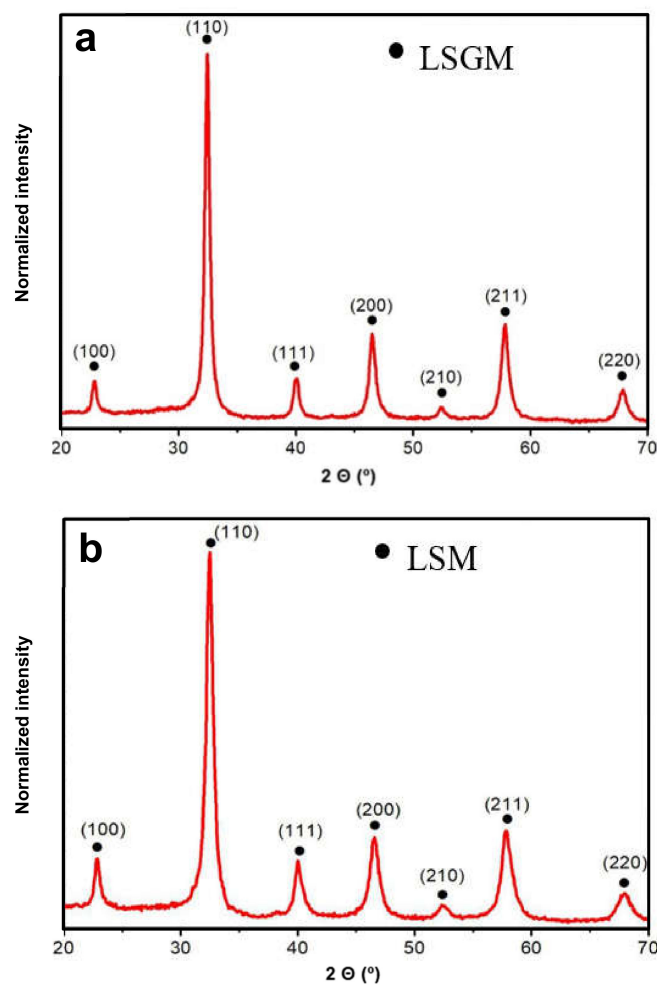 a
(110)
● LSGM
(100)
(111)
(200)
(210)
(211)
(220)
Normalized intensity
20 30 40 50 60 70
2 Θ (º)
b
(110)
● LSM
(100)
(111)
(200)
(210)
(211)
(220)
Normalized intensity
20 30 40 50 60 70
2 Θ (º)